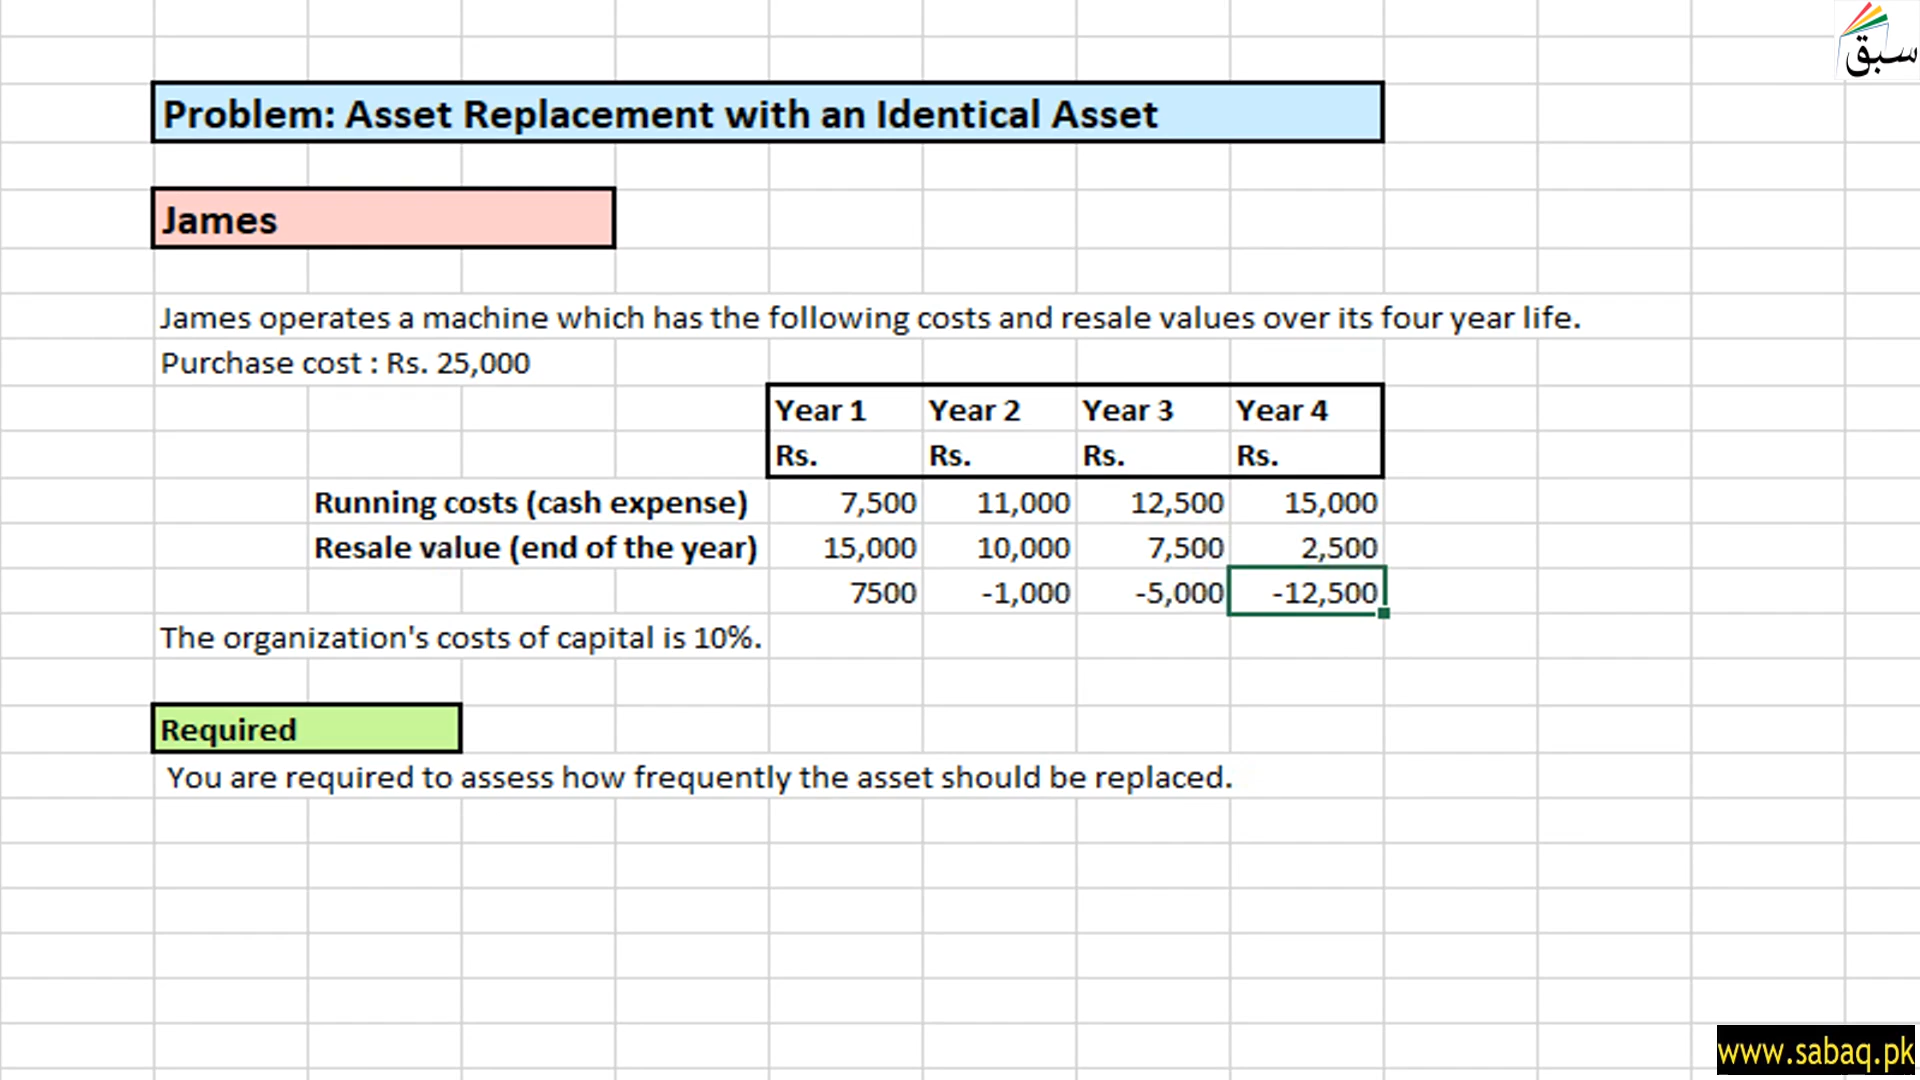 سبق
Problem: Asset Replacement with an Identical Asset
James
James operates a machine which has the following costs and resale values over its four year life.
Purchase cost : Rs. 25,000
Year 1 Year 2 Year 3 Year 4
Rs. Rs. Rs. Rs.
Running costs (cash expense) 7,500 11,000 12,500 15,000
Resale value (end of the year) 15,000 10,000 7,500 2,500
7500 -1,000 -5,000 -12,500
The organization's costs of capital is 10%.
Required
You are required to assess how frequently the asset should be replaced.
www.sabaq.pk